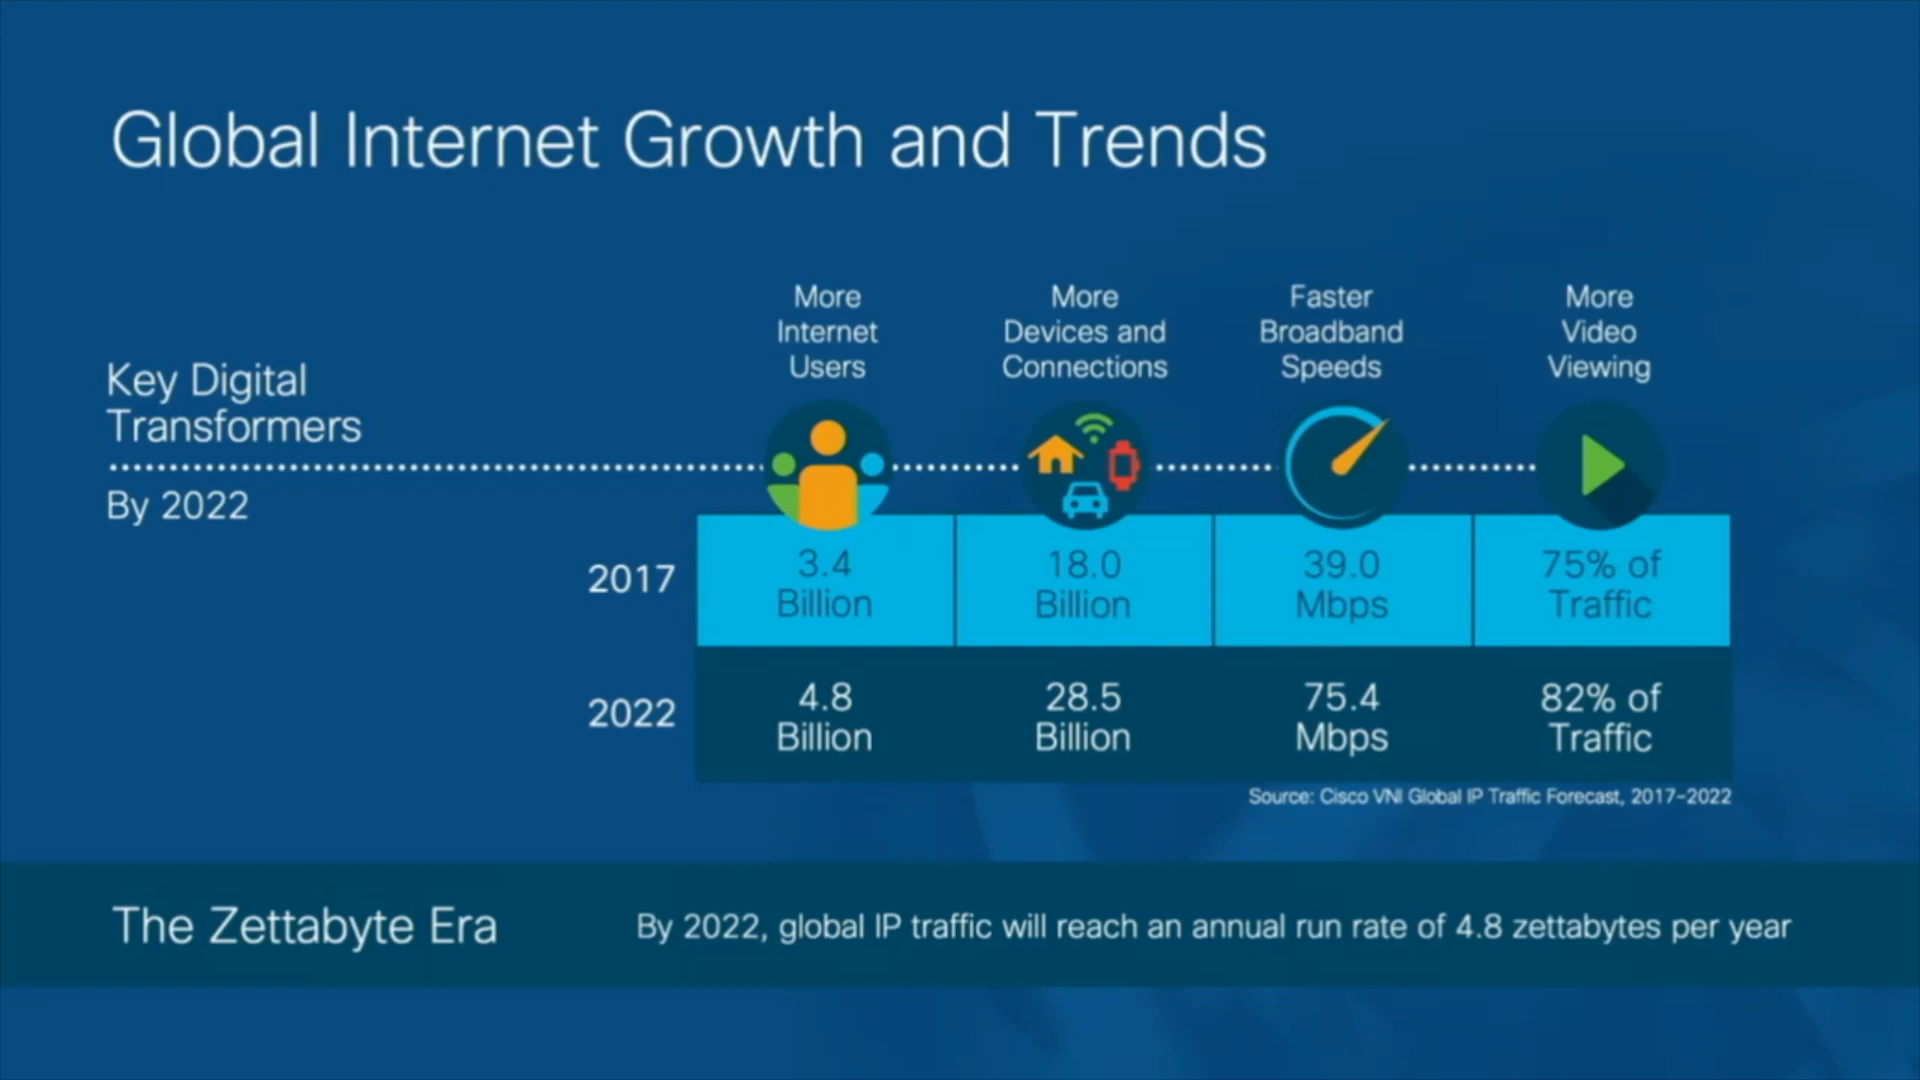 Global Internet Growth and Trends
Key Digital
Transformers
By 2022
More
Internet
Users
More
Devices and
Connections
Faster
Broadband
Speeds
More
Video
Viewing
2017
3.4
Billion
18.0
Billion
39.0
Mbps
75% of
Traffic
2022
4.8
Billion
28.5
Billion
75.4
Mbps
82% of
Traffic
Source: Cisco VNI Global IP Traffic Forecast, 2017–2022
The Zettabyte Era
By 2022, global IP traffic will reach an annual run rate of 4.8 zettabytes per year